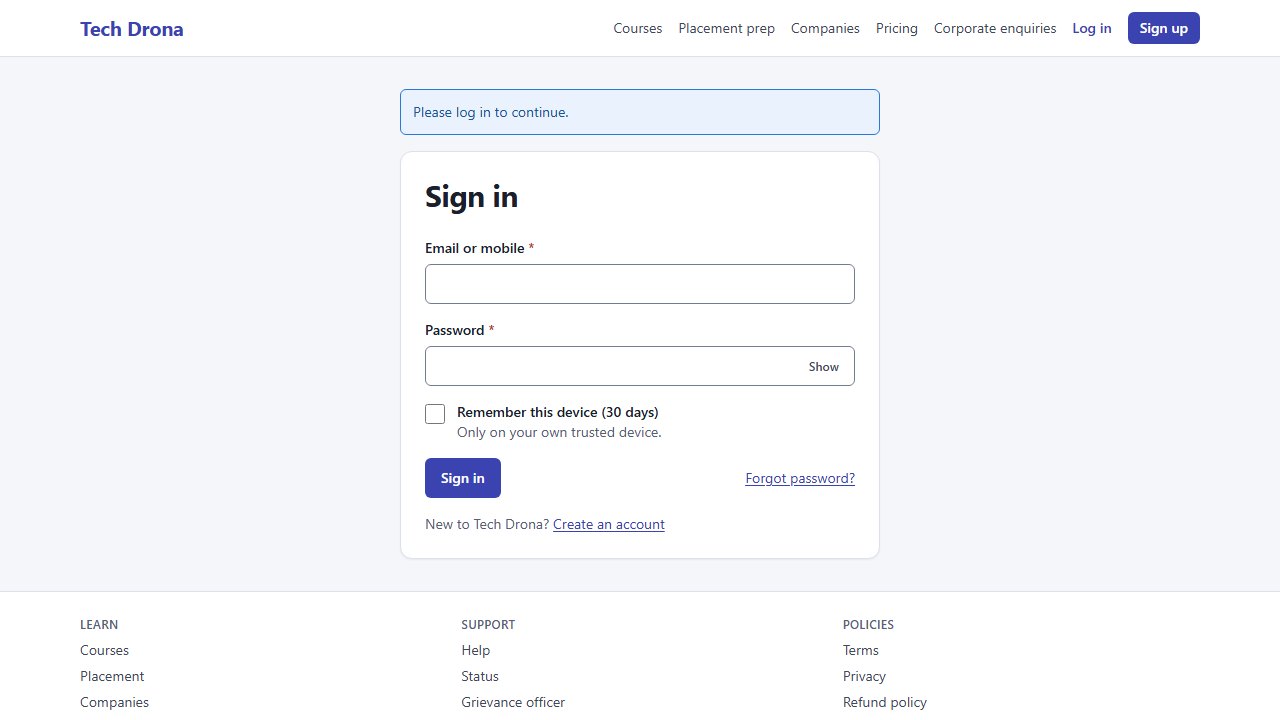 Tech Drona
Courses Placement prep Companies Pricing Corporate enquiries Log in Sign up
Please log in to continue.
Sign in
Email or mobile *
Password *
Show
Remember this device (30 days)
Only on your own trusted device.
Sign in Forgot password?
New to Tech Drona? Create an account
LEARN
Courses
Placement
Companies
SUPPORT
Help
Status
Grievance officer
POLICIES
Terms
Privacy
Refund policy